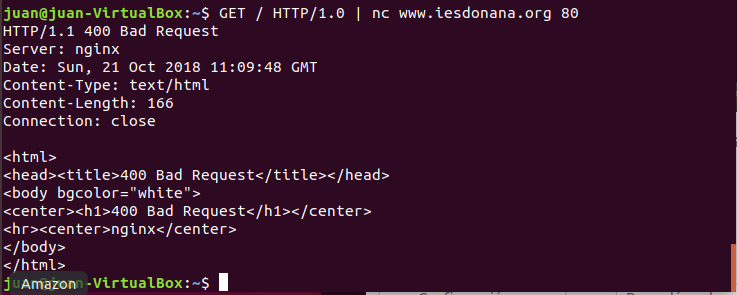 juan@juan-VirtualBox:~$ GET / HTTP/1.0 | nc www.iesdonana.org 80
HTTP/1.1 400 Bad Request
Server: nginx
Date: Sun, 21 Oct 2018 11:09:48 GMT
Content-Type: text/html
Content-Length: 166
Connection: close

<html>
<head><title>400 Bad Request</title></head>
<body bgcolor="white">
<center><h1>400 Bad Request</h1></center>
<hr><center>nginx</center>
</body>
</html>
juan@juan-VirtualBox:~$
Amazon